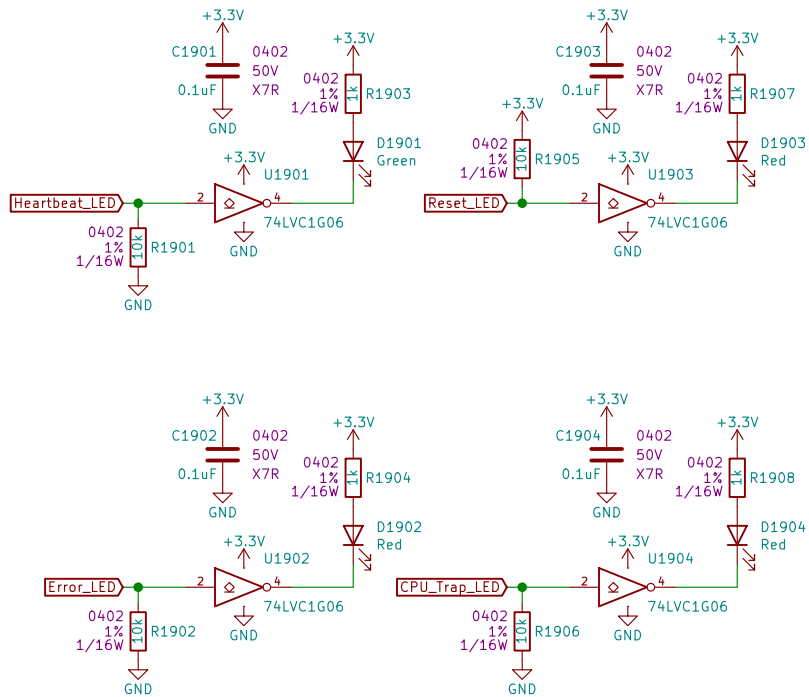 +3.3V
C1901
0402
50V
X7R
0.1uF
GND
+3.3V
0402
1%
1/16W
1k
R1903
D1901
Green
+3.3V
U1901
Heartbeat_LED
2
4
74LVC1G06
GND
0402
1%
1/16W
10k
R1901
GND
+3.3V
C1903
0402
50V
X7R
0.1uF
GND
+3.3V
0402
1%
1/16W
1k
R1907
D1903
Red
+3.3V
0402
1%
1/16W
10k
R1905
+3.3V
U1903
Reset_LED
2
4
74LVC1G06
GND
+3.3V
C1902
0402
50V
X7R
0.1uF
GND
+3.3V
0402
1%
1/16W
1k
R1904
D1902
Red
+3.3V
U1902
Error_LED
2
4
74LVC1G06
GND
0402
1%
1/16W
10k
R1902
GND
+3.3V
C1904
0402
50V
X7R
0.1uF
GND
+3.3V
0402
1%
1/16W
1k
R1908
D1904
Red
+3.3V
U1904
CPU_Trap_LED
2
4
74LVC1G06
GND
0402
1%
1/16W
10k
R1906
GND